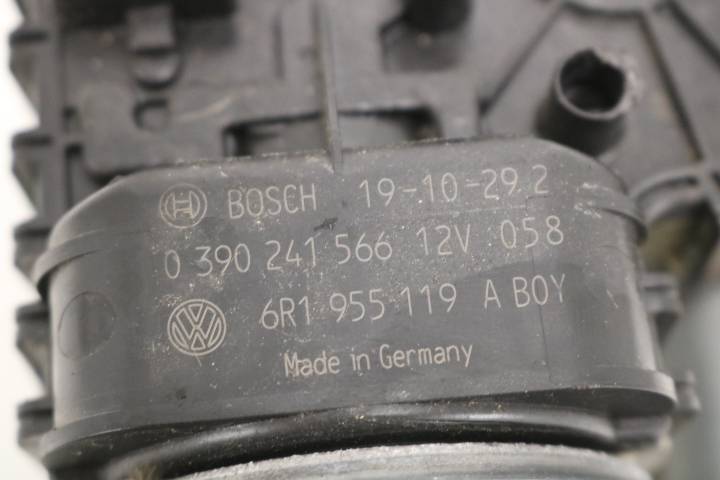 BOSCH 19-10-29.2
0 390 241 566 12V 058
6R1 955 119 A BOY
Made in Germany